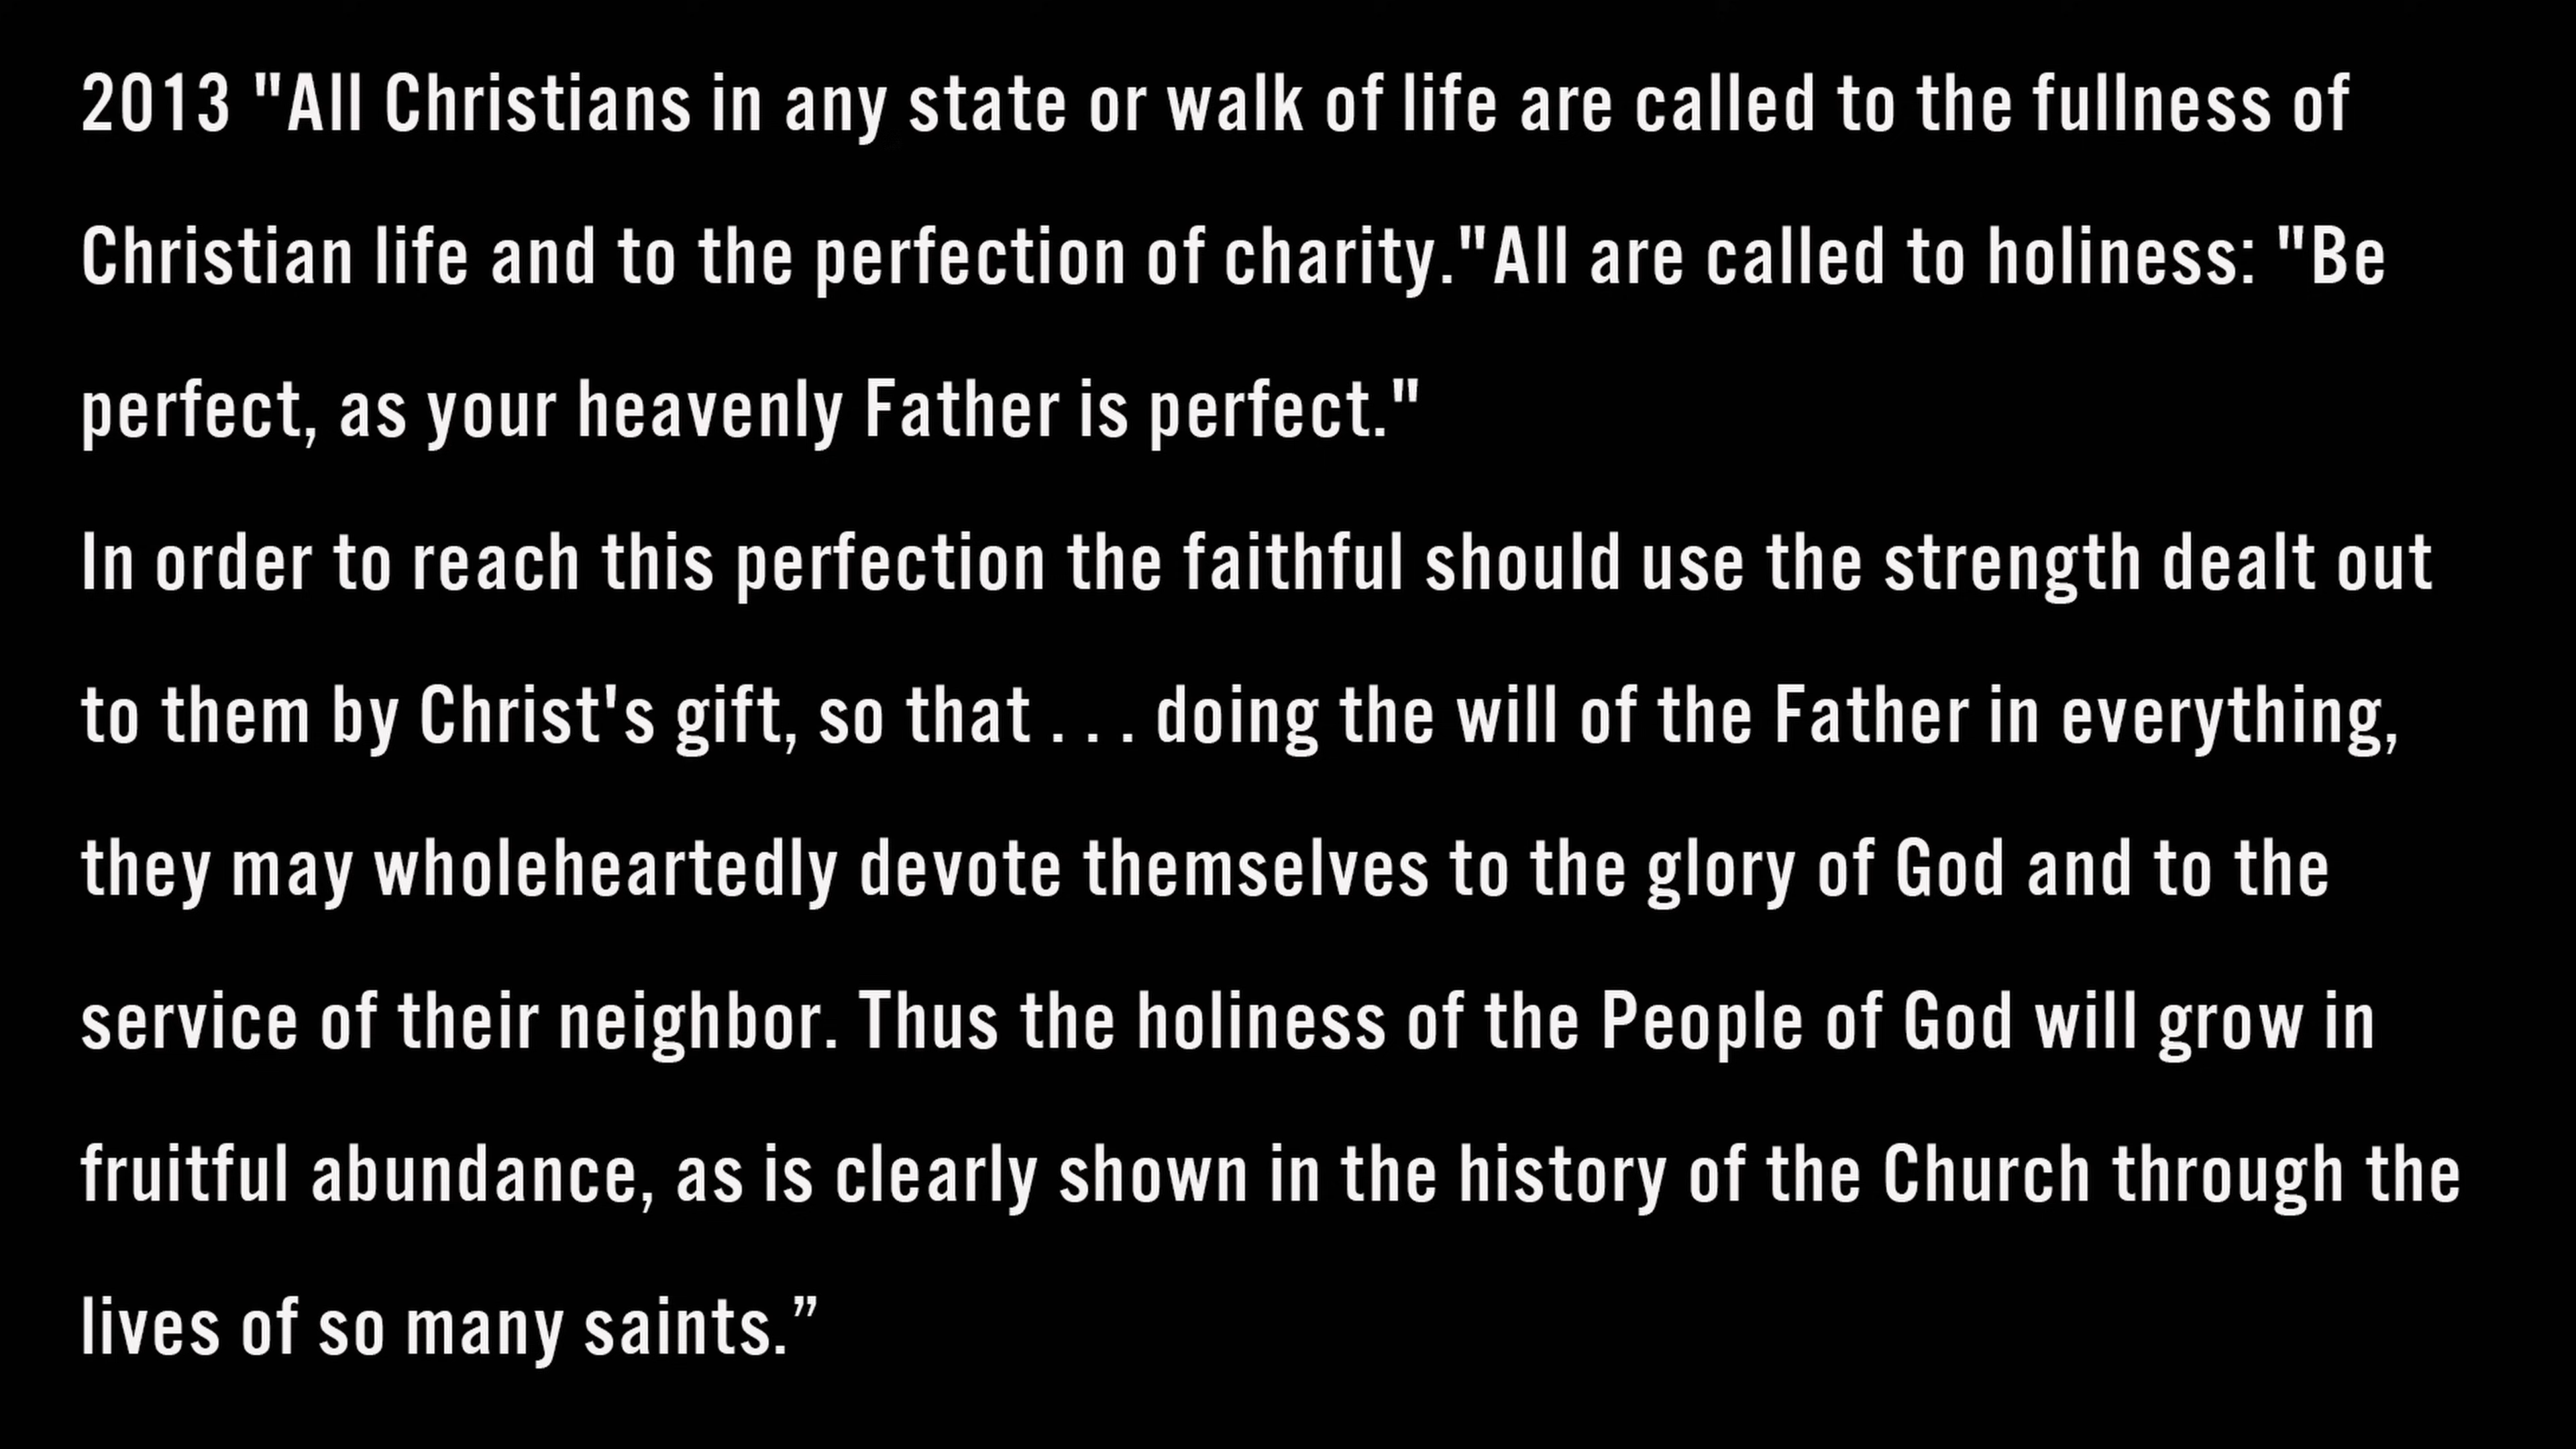 2013 "All Christians in any state or walk of life are called to the fullness of
Christian life and to the perfection of charity."All are called to holiness: "Be
perfect, as your heavenly Father is perfect."
In order to reach this perfection the faithful should use the strength dealt out
to them by Christ's gift, so that . . . doing the will of the Father in everything,
they may wholeheartedly devote themselves to the glory of God and to the
service of their neighbor. Thus the holiness of the People of God will grow in
fruitful abundance, as is clearly shown in the history of the Church through the
lives of so many saints.”